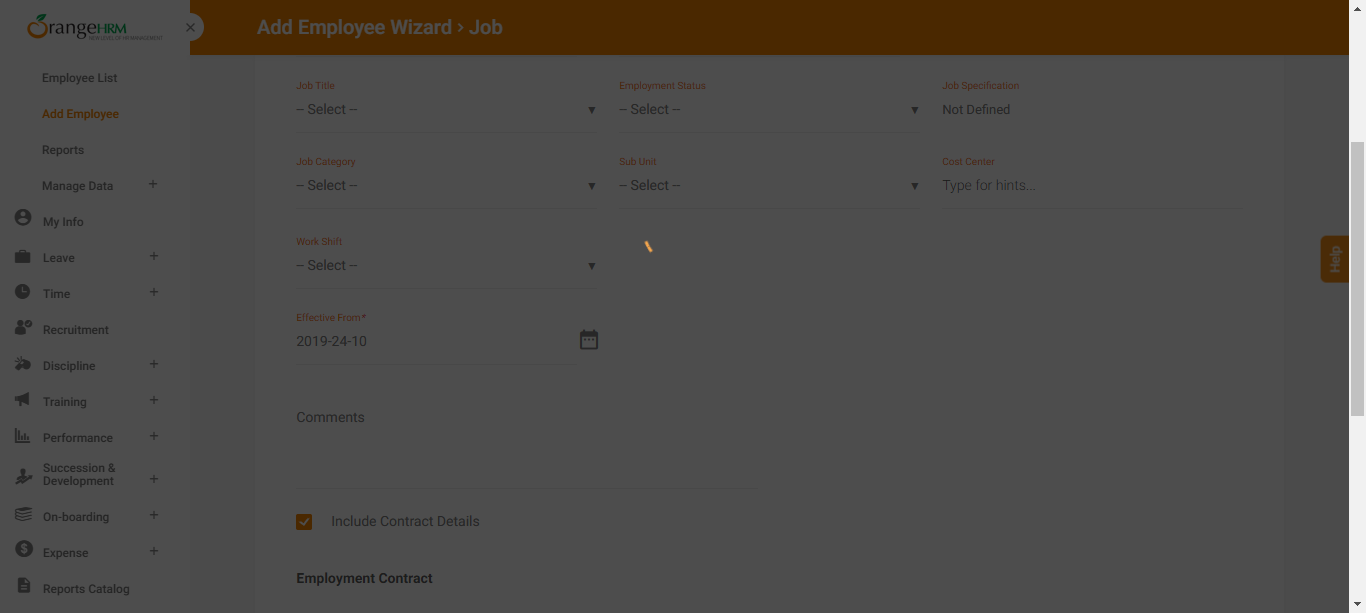 OrangeHRM
Add Employee Wizard › Job
Employee List
Add Employee
Reports
Manage Data +
My Info
Leave +
Time +
Recruitment
Discipline +
Training +
Performance +
Succession &
Development +
On-boarding +
Expense +
Reports Catalog
Job Title Employment Status Job Specification
-- Select -- -- Select -- Not Defined
Job Category Sub Unit Cost Center
-- Select -- -- Select -- Type for hints...
Work Shift
-- Select --
Effective From*
2019-24-10
Comments
Include Contract Details
Employment Contract
Help